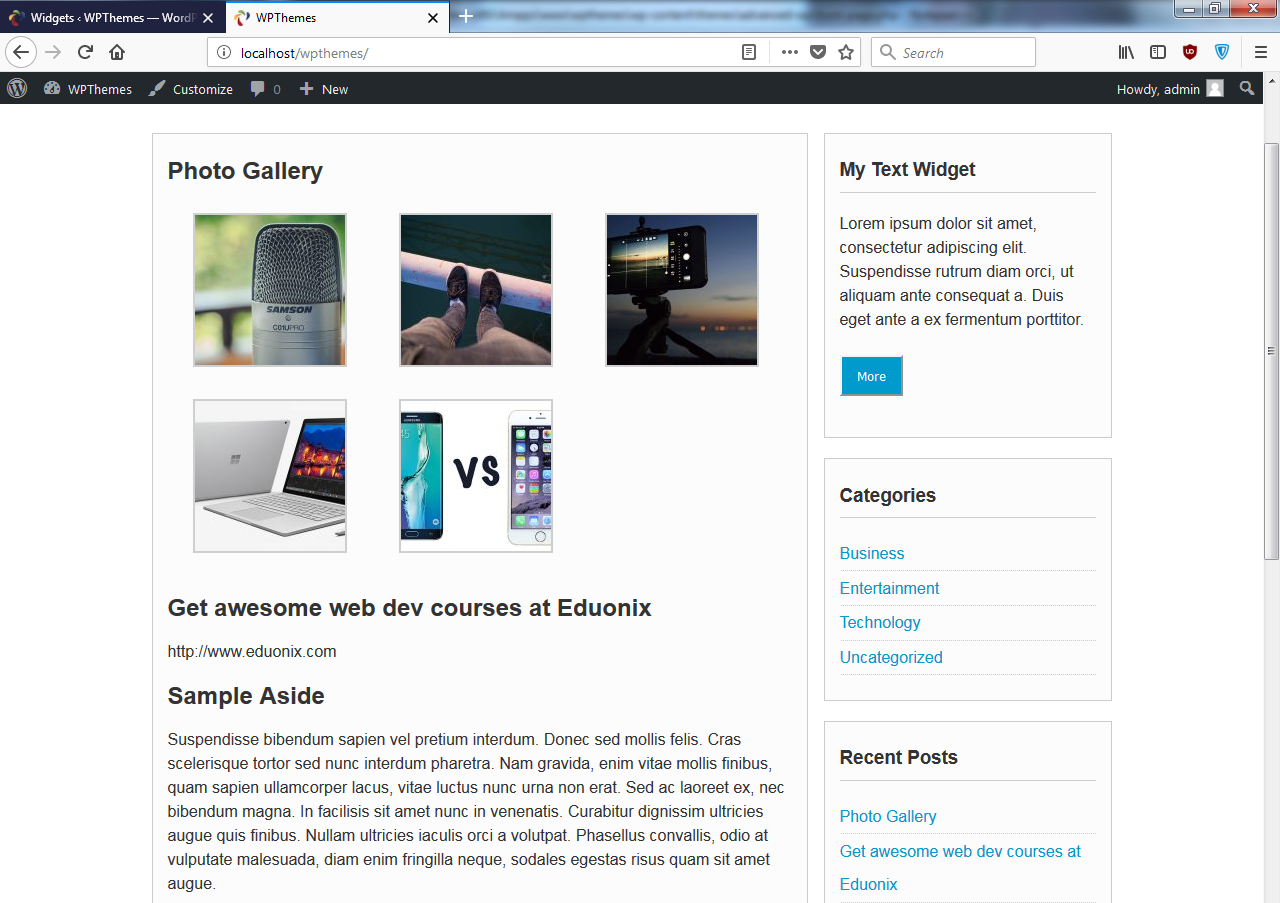 Widgets ‹ WPThemes — WordP
WPThemes
localhost/wpthemes/
Search
WPThemes
Customize
0
New
Howdy, admin
Photo Gallery
SAMSON
C01UPRO
VS
Get awesome web dev courses at Eduonix
http://www.eduonix.com
Sample Aside
Suspendisse bibendum sapien vel pretium interdum. Donec sed mollis felis. Cras
scelerisque tortor sed nunc interdum pharetra. Nam gravida, enim vitae mollis finibus,
quam sapien ullamcorper lacus, vitae luctus nunc urna non erat. Sed ac laoreet ex, nec
bibendum magna. In facilisis sit amet nunc in venenatis. Curabitur dignissim ultricies
augue quis finibus. Nullam ultricies iaculis orci a volutpat. Phasellus convallis, odio at
vulputate malesuada, diam enim fringilla neque, sodales egestas risus quam sit amet
augue.
My Text Widget
Lorem ipsum dolor sit amet,
consectetur adipiscing elit.
Suspendisse rutrum diam orci, ut
aliquam ante consequat a. Duis
eget ante a ex fermentum porttitor.
More
Categories
Business
Entertainment
Technology
Uncategorized
Recent Posts
Photo Gallery
Get awesome web dev courses at
Eduonix